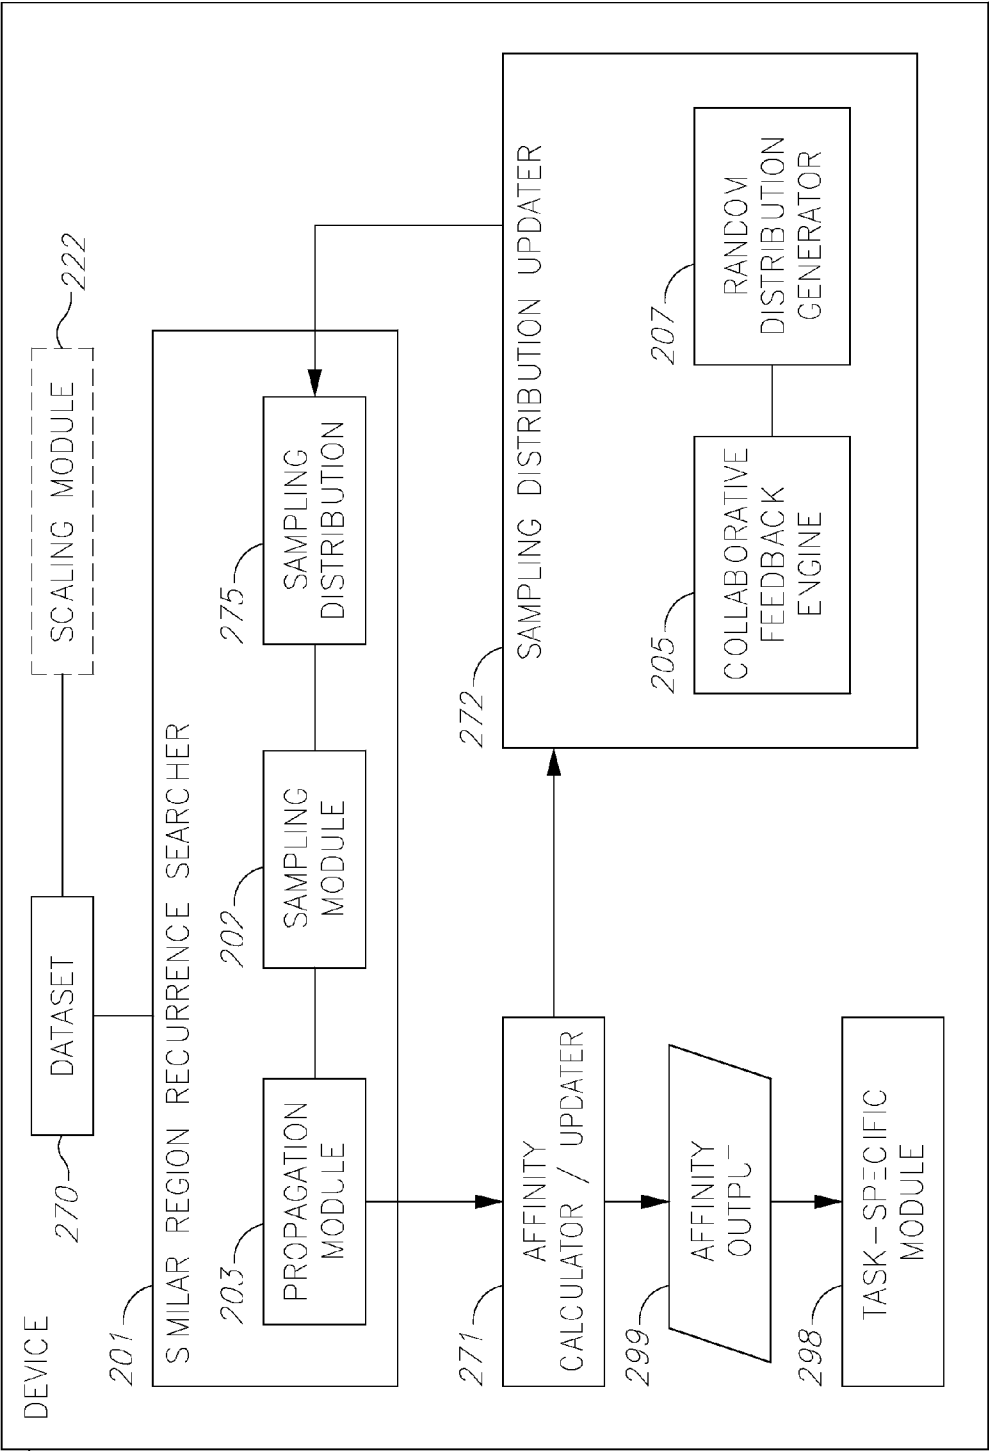 DEVICE
270
DATASET
SCALING MODULE
222
201
S MILAR REGION RECURRENCE SEARCHER
203
PROPAGATION
MODULE
202
SAMPLING
MODULE
275
SAMPLING
DISTRIBUTION
271
AFFINITY
CALCULATOR / UPDATER
272
SAMPLING DISTRIBUTION UPDATER
205
COLLABORATIVE
FEEDBACK
ENGINE
207
RANDOM
DISTRIBUTION
GENERATOR
299
AFFINITY
OUTPUT
298
TASK-SPECIFIC
MODULE